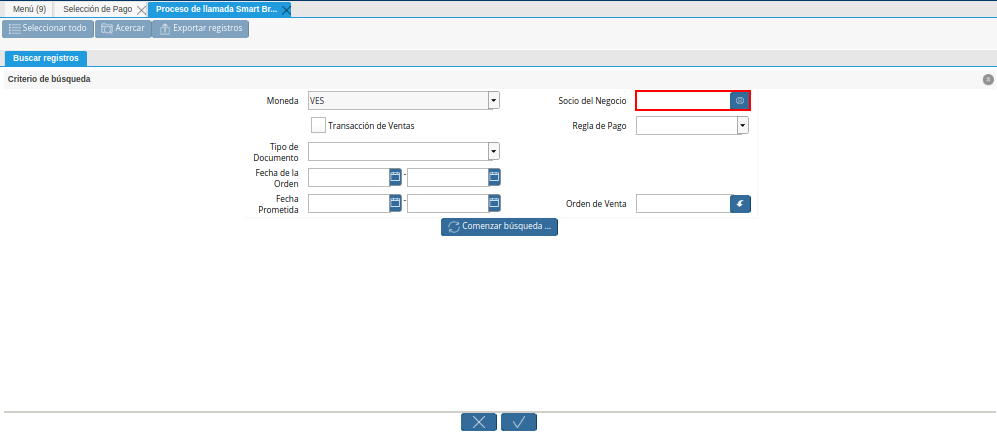 Menú (9) Selección de Pago Proceso de llamada Smart Br...
Seleccionar todo Acercar Exportar registros
Buscar registros
Criterio de búsqueda
Moneda VES Socio del Negocio
Transacción de Ventas Regla de Pago
Tipo de
Documento
Fecha de la
Orden
-
Fecha
Prometida
- Orden de Venta
Comenzar búsqueda ...